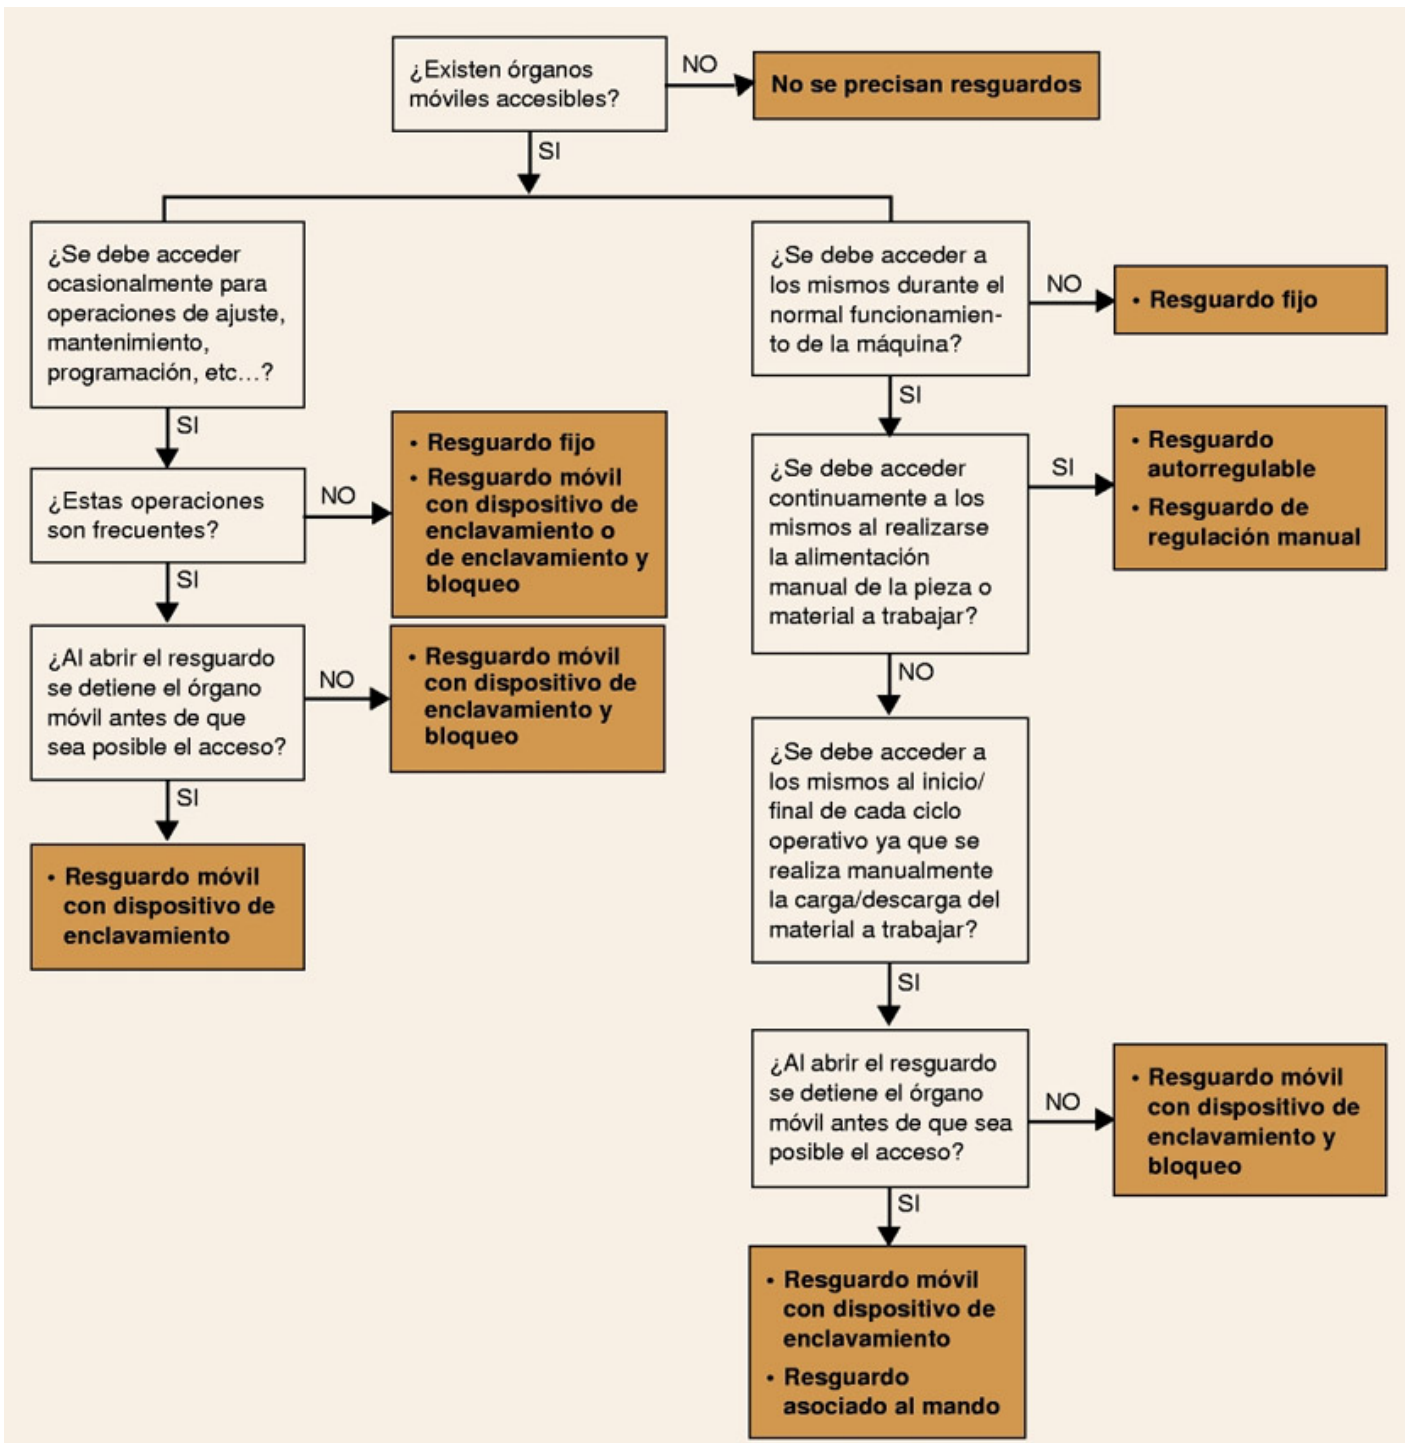 ¿Existen órganos
móviles accesibles?
NO
No se precisan resguardos
SI
¿Se debe acceder
ocasionalmente para
operaciones de ajuste,
mantenimiento,
programación, etc...?
SI
¿Estas operaciones
son frecuentes?
NO
• Resguardo fijo
• Resguardo móvil
con dispositivo de
enclavamiento o
de enclavamiento y
bloqueo
SI
¿Al abrir el resguardo
se detiene el órgano
móvil antes de que
sea posible el acceso?
NO
• Resguardo móvil
con dispositivo de
enclavamiento y
bloqueo
SI
• Resguardo móvil
con dispositivo de
enclavamiento
¿Se debe acceder a
los mismos durante el
normal funcionamien-
to de la máquina?
NO
• Resguardo fijo
SI
¿Se debe acceder
continuamente a los
mismos al realizarse
la alimentación
manual de la pieza o
material a trabajar?
SI
• Resguardo
autorregulable
• Resguardo de
regulación manual
NO
¿Se debe acceder a
los mismos al inicio/
final de cada ciclo
operativo ya que se
realiza manualmente
la carga/descarga del
material a trabajar?
SI
¿Al abrir el resguardo
se detiene el órgano
móvil antes de que sea
posible el acceso?
NO
• Resguardo móvil
con dispositivo de
enclavamiento y
bloqueo
SI
• Resguardo móvil
con dispositivo de
enclavamiento
• Resguardo
asociado al mando